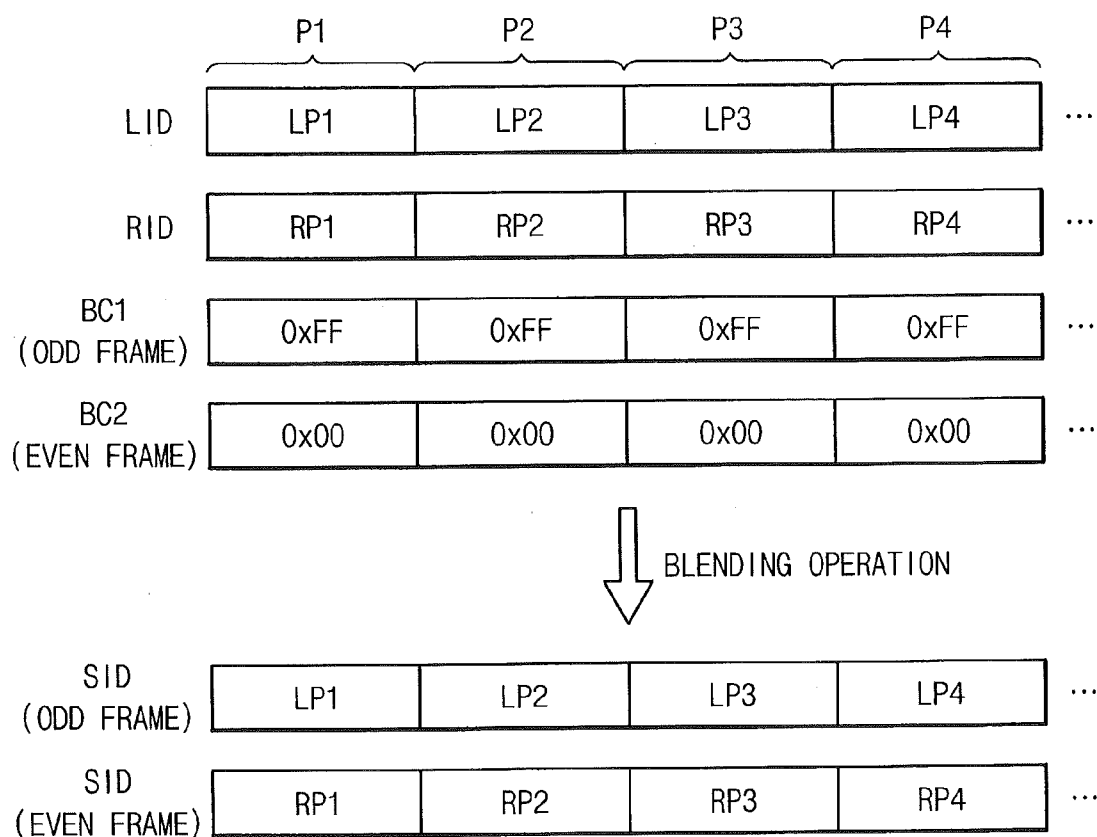 P1 P2 P3 P4
LID LP1 LP2 LP3 LP4 ...
RID RP1 RP2 RP3 RP4 ...
BC1
(ODD FRAME) 0xFF 0xFF 0xFF 0xFF ...
BC2
(EVEN FRAME) 0x00 0x00 0x00 0x00 ...
BLENDING OPERATION
SID
(ODD FRAME) LP1 LP2 LP3 LP4 ...
SID
(EVEN FRAME) RP1 RP2 RP3 RP4 ...